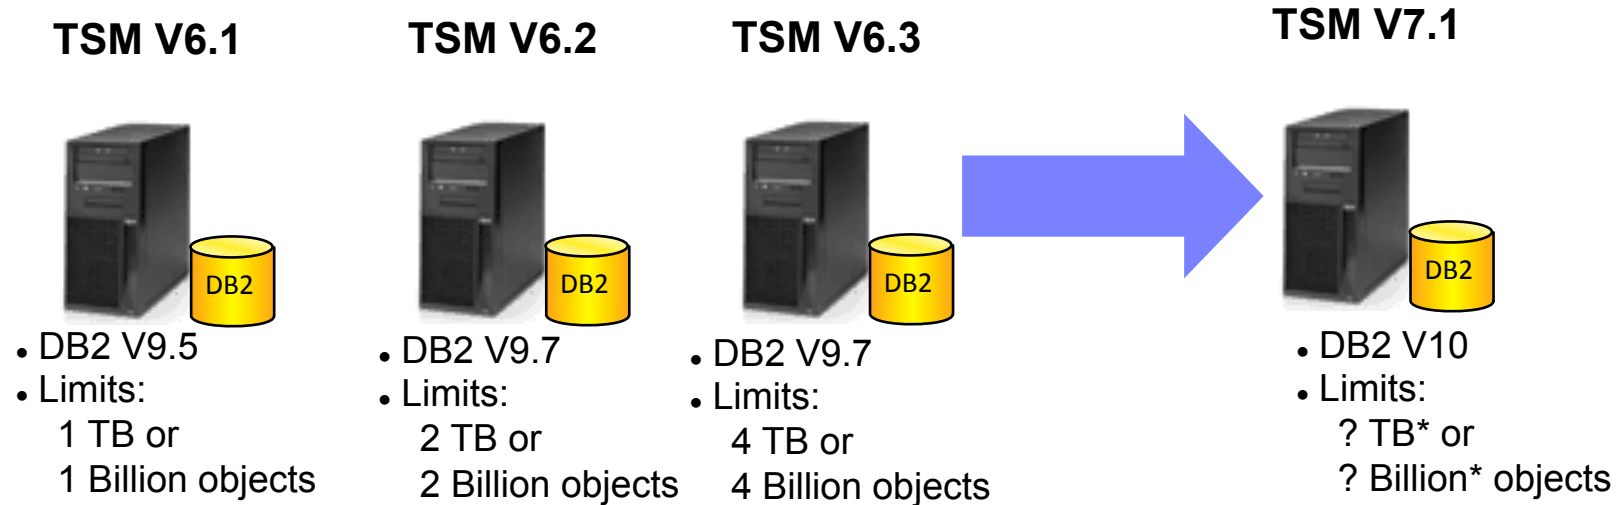 TSM V6.1
DB2
• DB2 V9.5
• Limits:
1 TB or
1 Billion objects
TSM V6.2
DB2
• DB2 V9.7
• Limits:
2 TB or
2 Billion objects
TSM V6.3
DB2
• DB2 V9.7
• Limits:
4 TB or
4 Billion objects
TSM V7.1
DB2
• DB2 V10
• Limits:
? TB* or
? Billion* objects